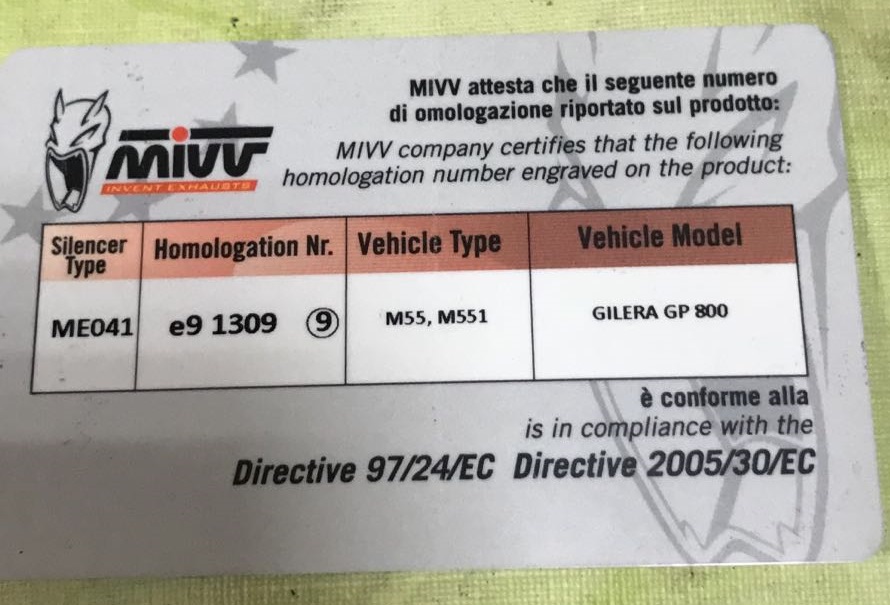 MIVV attesta che il seguente numero
di omologazione riportato sul prodotto:
MIVV company certifies that the following
homologation number engraved on the product:
MIVV
INVENT EXHAUSTS
Silencer Type Homologation Nr. Vehicle Type Vehicle Model
ME041 e9 1309 ⑨ M55, M551 GILERA GP 800
è conforme alla
is in compliance with the
Directive 97/24/EC Directive 2005/30/EC